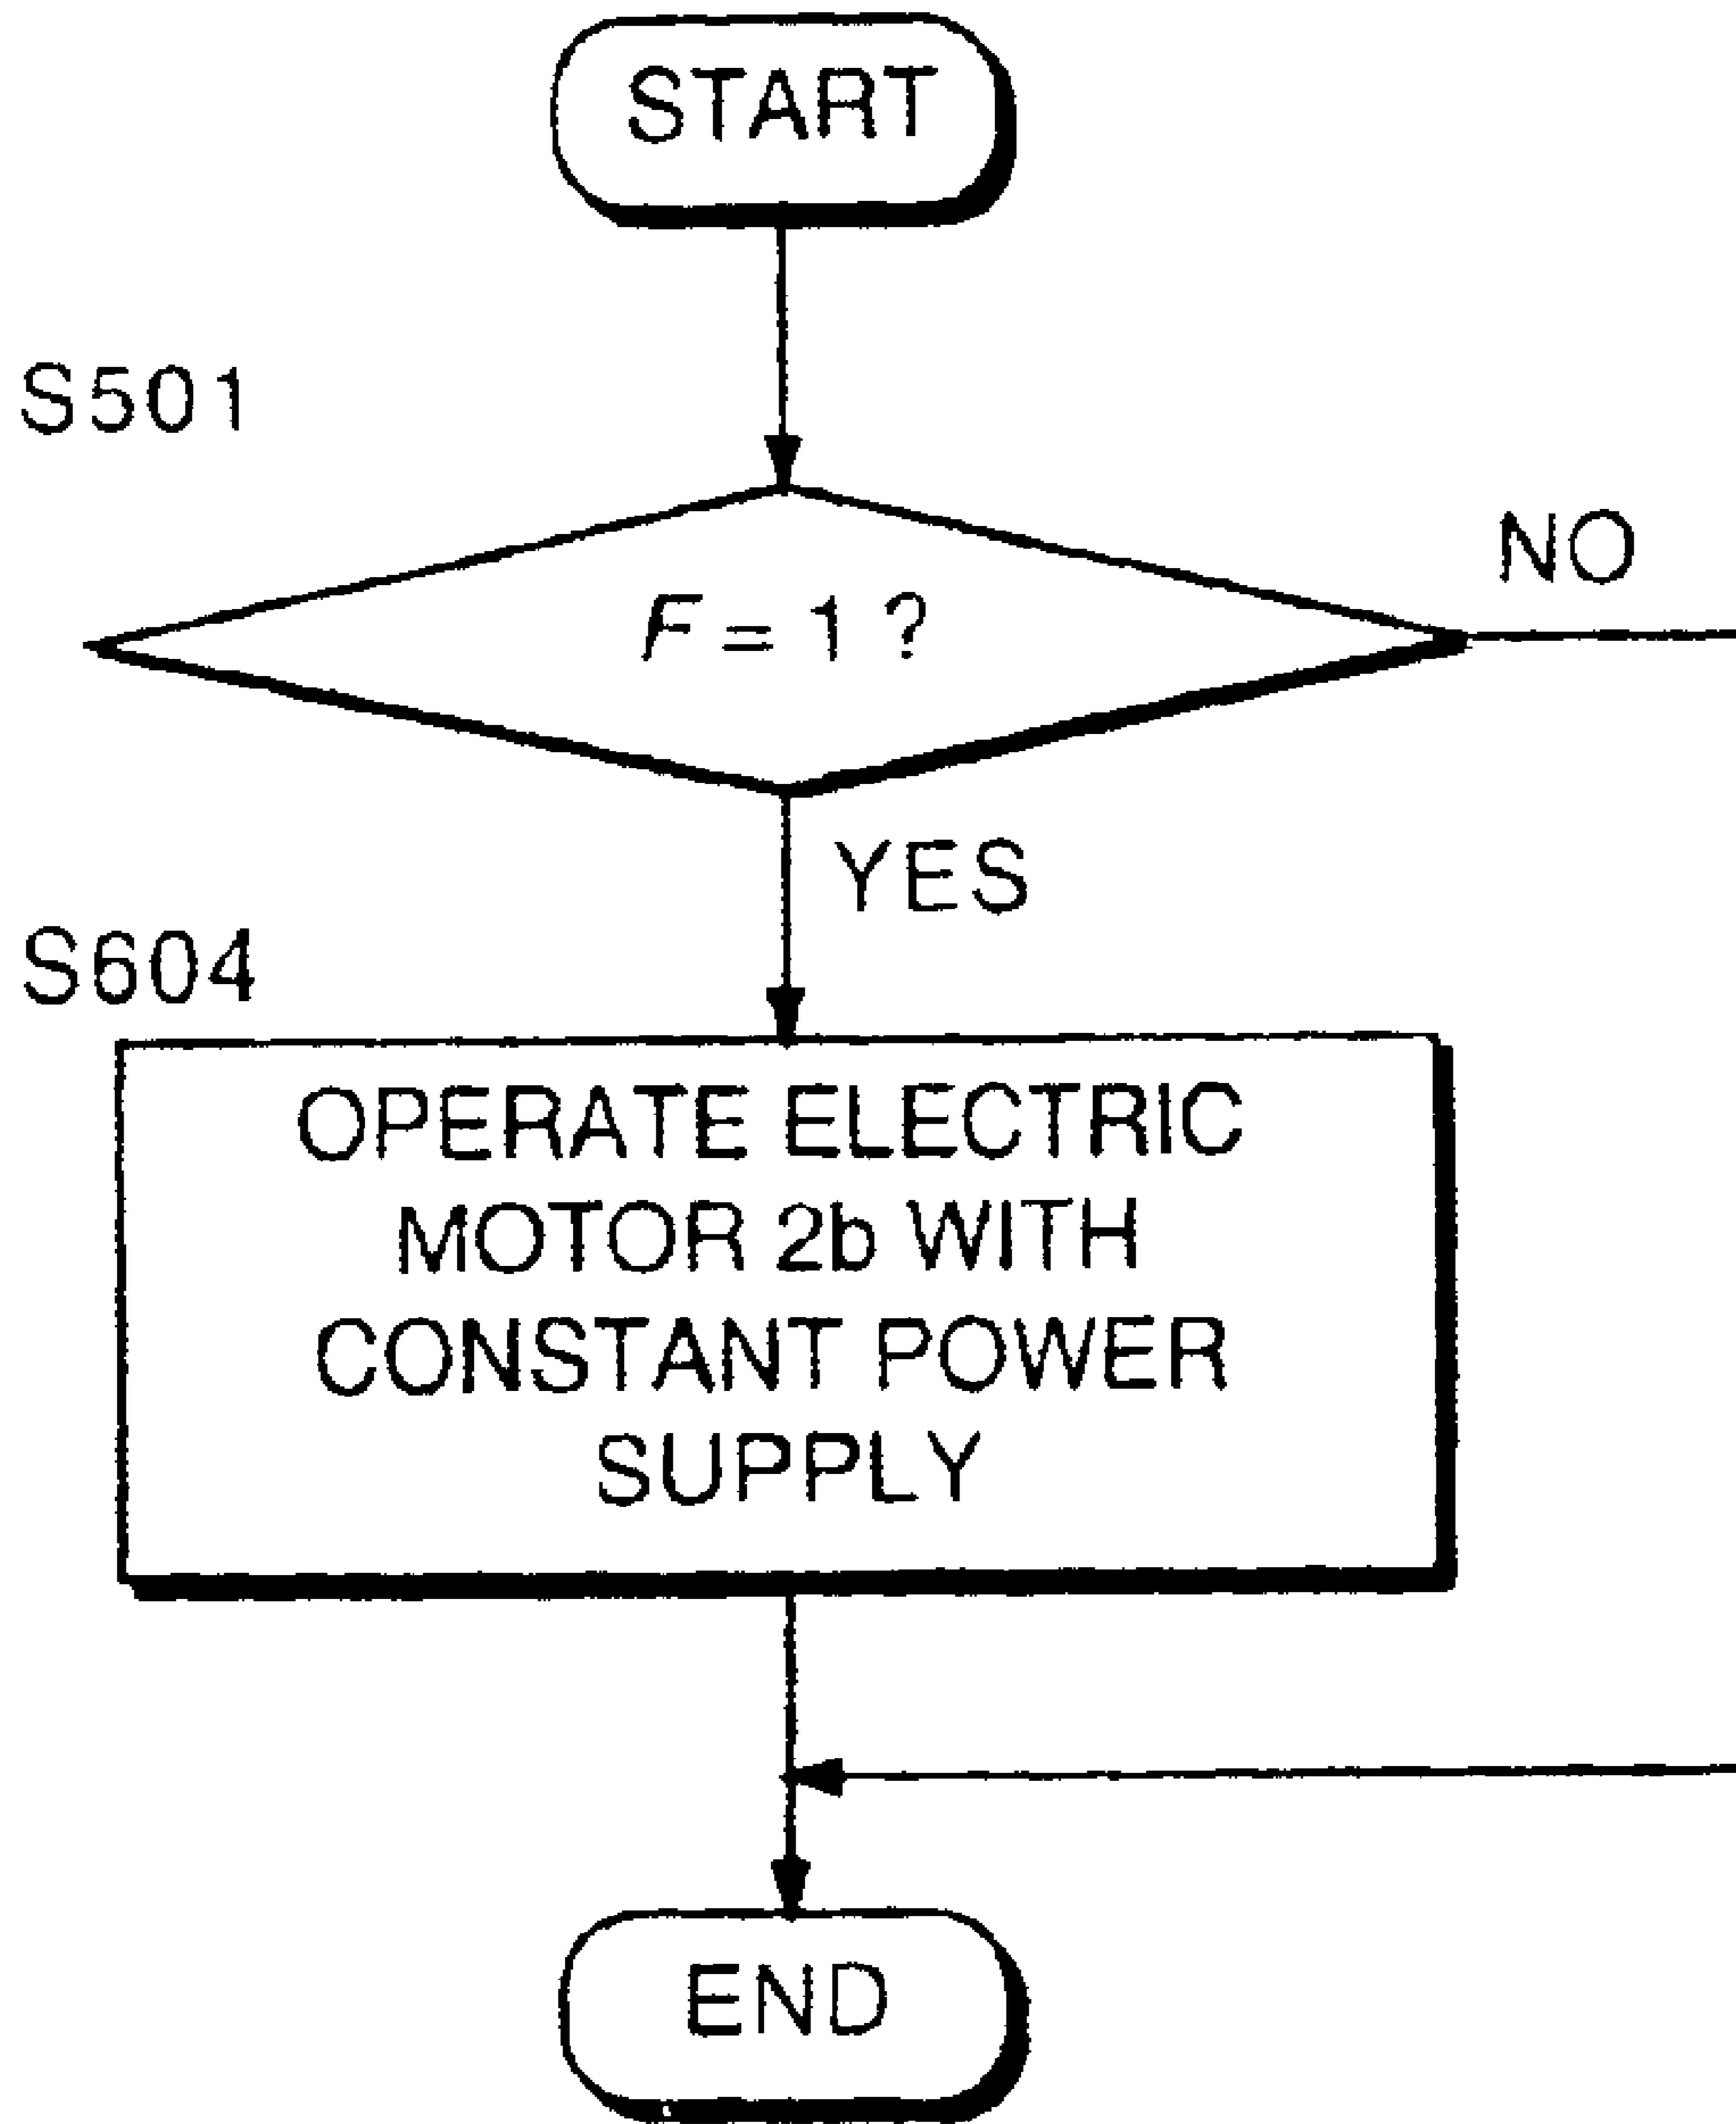 START
S501
NO
F = 1 ?
YES
S604
OPERATE ELECTRIC
MOTOR 2b WITH
CONSTANT POWER
SUPPLY
END